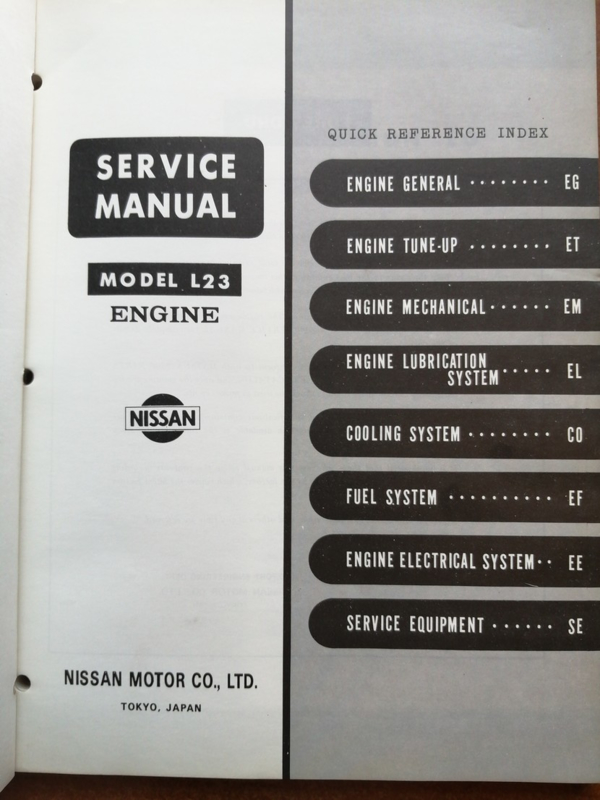 SERVICE
MANUAL
MODEL L23
ENGINE
NISSAN
NISSAN MOTOR CO., LTD.
TOKYO, JAPAN
QUICK REFERENCE INDEX
ENGINE GENERAL ········ EG
ENGINE TUNE-UP ········ ET
ENGINE MECHANICAL ······ EM
ENGINE LUBRICATION
SYSTEM ····· EL
COOLING SYSTEM ········ CO
FUEL SYSTEM ·········· EF
ENGINE ELECTRICAL SYSTEM ·· EE
SERVICE EQUIPMENT ······ SE